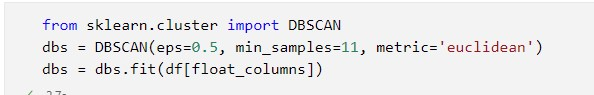 from sklearn.cluster import DBSCAN
dbs = DBSCAN(eps=0.5, min_samples=11, metric='euclidean')
dbs = dbs.fit(df[float_columns])